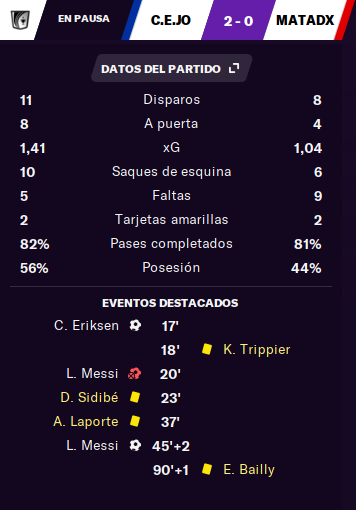 EN PAUSA C.E.JO 2 - 0 MATADX
DATOS DEL PARTIDO
11 Disparos 8
8 A puerta 4
1,41 xG 1,04
10 Saques de esquina 6
5 Faltas 9
2 Tarjetas amarillas 2
82% Pases completados 81%
56% Posesión 44%
EVENTOS DESTACADOS
C. Eriksen 17'
18' K. Trippier
L. Messi 20'
D. Sidibé 23'
A. Laporte 37'
L. Messi 45'+2
90'+1 E. Bailly